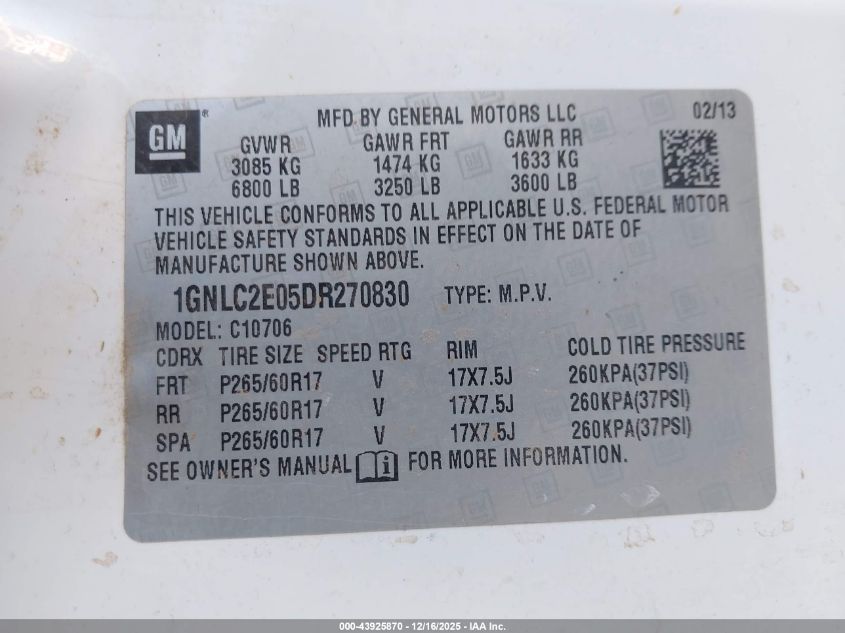 GM ® MFD BY GENERAL MOTORS LLC 02/13
GVWR GAWR FRT GAWR RR
3085 KG 1474 KG 1633 KG
6800 LB 3250 LB 3600 LB
THIS VEHICLE CONFORMS TO ALL APPLICABLE U.S. FEDERAL MOTOR
VEHICLE SAFETY STANDARDS IN EFFECT ON THE DATE OF
MANUFACTURE SHOWN ABOVE.
1GNLC2E05DR270830 TYPE: M.P.V.
MODEL: C10706
CDRX TIRE SIZE SPEED RTG RIM COLD TIRE PRESSURE
FRT P265/60R17 V 17X7.5J 260KPA(37PSI)
RR P265/60R17 V 17X7.5J 260KPA(37PSI)
SPA P265/60R17 V 17X7.5J 260KPA(37PSI)
SEE OWNER'S MANUAL i FOR MORE INFORMATION.
000-43925870 - 12/16/2025 - IAA Inc.